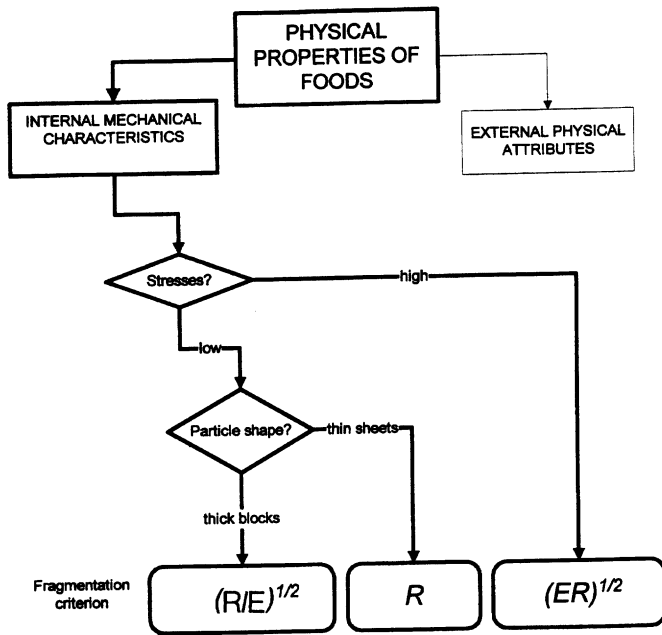 PHYSICAL
PROPERTIES OF
FOODS
INTERNAL MECHANICAL
CHARACTERISTICS
EXTERNAL PHYSICAL
ATTRIBUTES
Stresses?
high
low
Particle shape?
thin sheets
thick blocks
Fragmentation
criterion
(R/E)^{1/2}
R
(ER)^{1/2}